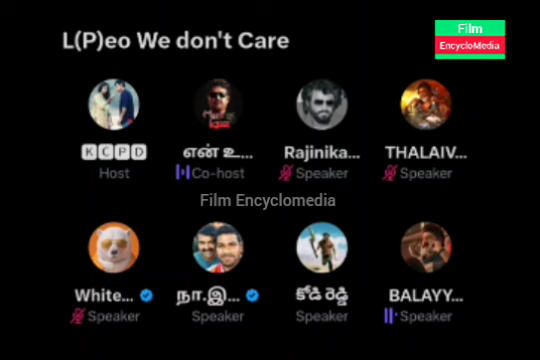 L(P)eo We don't Care
Film
EncycloMedia
KCPD
என் உ...
Rajinika...
THALAIV...
Host
Co-host
Speaker
Speaker
Film Encyclomedia
White...
நா.இ...
కోడి రెడ్డి
BALAYY...
Speaker
Speaker
Speaker
Speaker